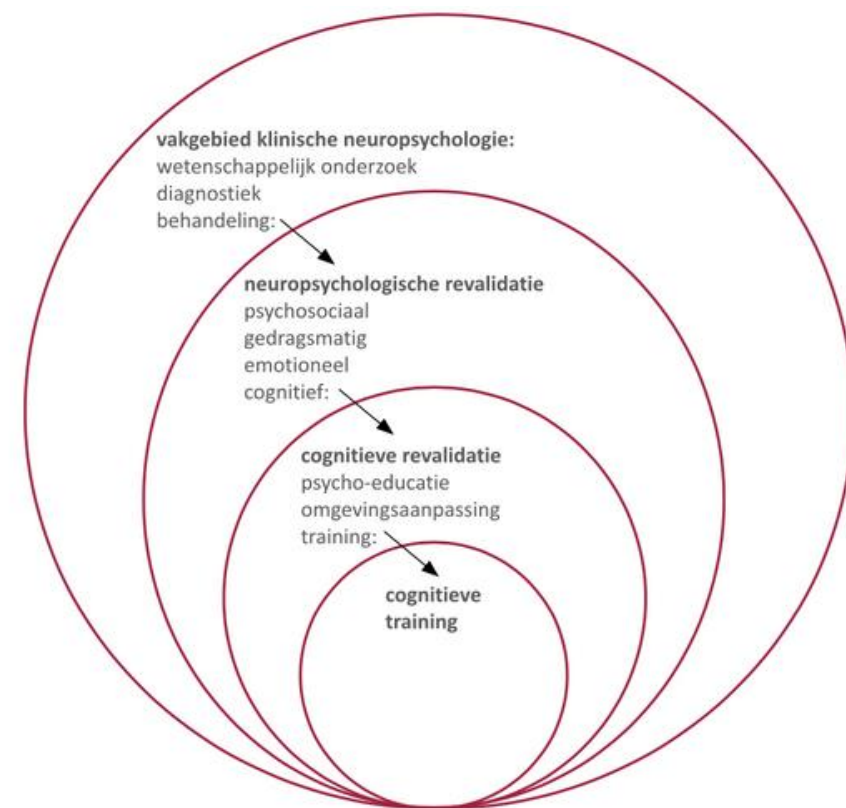 vakgebied klinische neuropsychologie:
wetenschappelijk onderzoek
diagnostiek
behandeling:
neuropsychologische revalidatie
psychosociaal
gedragsmatig
emotioneel
cognitief:
cognitieve revalidatie
psycho-educatie
omgevingsaanpassing
training:
cognitieve
training